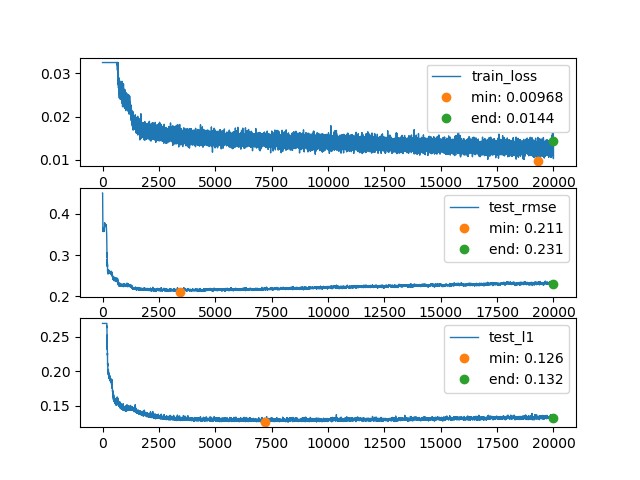 0.03
0.02
0.01
train_loss
min: 0.00968
end: 0.0144
0 2500 5000 7500 10000 12500 15000 17500 20000
0.4
0.3
0.2
test_rmse
min: 0.211
end: 0.231
0 2500 5000 7500 10000 12500 15000 17500 20000
0.25
0.20
0.15
test_l1
min: 0.126
end: 0.132
0 2500 5000 7500 10000 12500 15000 17500 20000